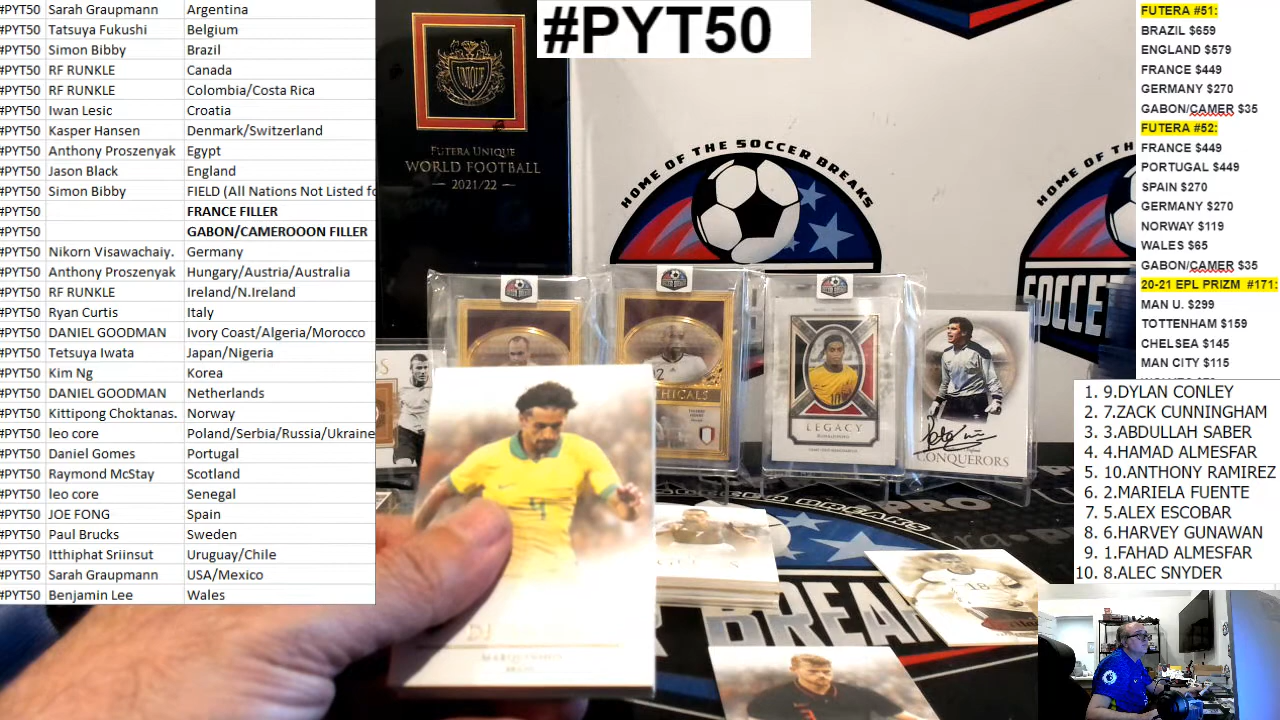 #PYT50 Sarah Graupmann Argentina
#PYT50 Tatsuya Fukushi Belgium
#PYT50 Simon Bibby Brazil
#PYT50 RF RUNKLE Canada
#PYT50 RF RUNKLE Colombia/Costa Rica
#PYT50 Iwan Lesic Croatia
#PYT50 Kasper Hansen Denmark/Switzerland
#PYT50 Anthony Proszenyak Egypt
#PYT50 Jason Black England
#PYT50 Simon Bibby FIELD (All Nations Not Listed fo
#PYT50 FRANCE FILLER
#PYT50 GABON/CAMEROOON FILLER
#PYT50 Nikorn Visawachaiy. Germany
#PYT50 Anthony Proszenyak Hungary/Austria/Australia
#PYT50 RF RUNKLE Ireland/N.Ireland
#PYT50 Ryan Curtis Italy
#PYT50 DANIEL GOODMAN Ivory Coast/Algeria/Morocco
#PYT50 Tetsuya Iwata Japan/Nigeria
#PYT50 Kim Ng Korea
#PYT50 DANIEL GOODMAN Netherlands
#PYT50 Kittipong Choktanas. Norway
#PYT50 leo core Poland/Serbia/Russia/Ukraine
#PYT50 Daniel Gomes Portugal
#PYT50 Raymond McStay Scotland
#PYT50 leo core Senegal
#PYT50 JOE FONG Spain
#PYT50 Paul Brucks Sweden
#PYT50 Itthiphat Sriinsut Uruguay/Chile
#PYT50 Sarah Graupmann USA/Mexico
#PYT50 Benjamin Lee Wales
#PYT50
UNIQUE
FUTERA UNIQUE
WORLD FOOTBALL
2021/22
HOME OF THE SOCCER BREAKS
HOME OF TH
SOCCE
LEGACY
CONQUERORS
BREAK
18
FUTERA #51:
BRAZIL $659
ENGLAND $579
FRANCE $449
GERMANY $270
GABON/CAMER $35
FUTERA #52:
FRANCE $449
PORTUGAL $449
SPAIN $270
GERMANY $270
NORWAY $119
WALES $65
GABON/CAMER $35
20-21 EPL PRIZM #171:
MAN U. $299
TOTTENHAM $159
CHELSEA $145
MAN CITY $115
1. 9.DYLAN CONLEY
2. 7.ZACK CUNNINGHAM
3. 3.ABDULLAH SABER
4. 4.HAMAD ALMESFAR
5. 10.ANTHONY RAMIREZ
6. 2.MARIELA FUENTE
7. 5.ALEX ESCOBAR
8. 6.HARVEY GUNAWAN
9. 1.FAHAD ALMESFAR
10. 8.ALEC SNYDER